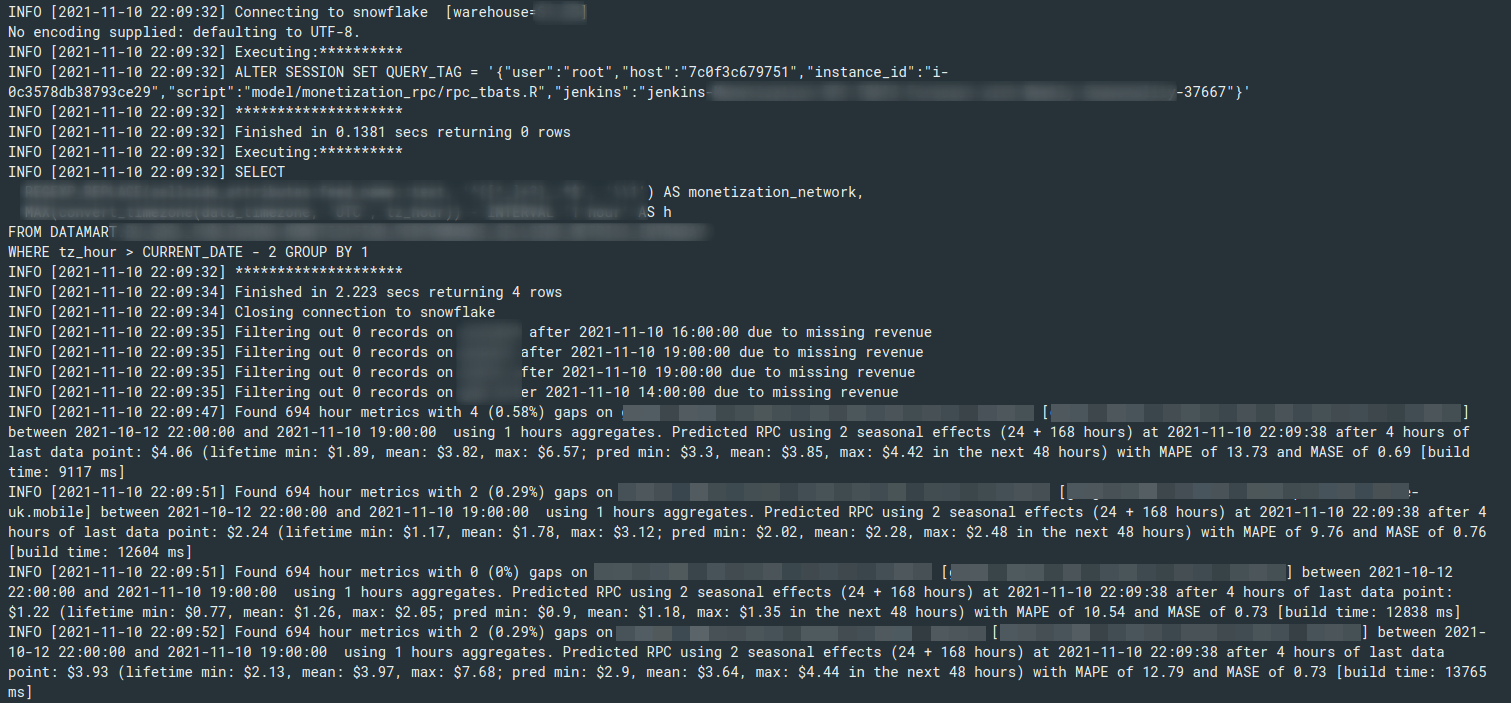 INFO [2021-11-10 22:09:32] Connecting to snowflake  [warehouse=
No encoding supplied: defaulting to UTF-8.
INFO [2021-11-10 22:09:32] Executing:**********
INFO [2021-11-10 22:09:32] ALTER SESSION SET QUERY_TAG = '{"user":"root","host":"7c0f3c679751","instance_id":"i-
0c3578db38793ce29","script":"model/monetization_rpc/rpc_tbats.R","jenkins":"jenkins- -37667"}'
INFO [2021-11-10 22:09:32] ********************
INFO [2021-11-10 22:09:32] Finished in 0.1381 secs returning 0 rows
INFO [2021-11-10 22:09:32] Executing:**********
INFO [2021-11-10 22:09:32] SELECT
) AS monetization_network,
AS h
FROM DATAMART
WHERE tz_hour > CURRENT_DATE - 2 GROUP BY 1
INFO [2021-11-10 22:09:32] ********************
INFO [2021-11-10 22:09:34] Finished in 2.223 secs returning 4 rows
INFO [2021-11-10 22:09:34] Closing connection to snowflake
INFO [2021-11-10 22:09:35] Filtering out 0 records on after 2021-11-10 16:00:00 due to missing revenue
INFO [2021-11-10 22:09:35] Filtering out 0 records on after 2021-11-10 19:00:00 due to missing revenue
INFO [2021-11-10 22:09:35] Filtering out 0 records on fter 2021-11-10 19:00:00 due to missing revenue
INFO [2021-11-10 22:09:35] Filtering out 0 records on er 2021-11-10 14:00:00 due to missing revenue
INFO [2021-11-10 22:09:47] Found 694 hour metrics with 4 (0.58%) gaps on [ ]
between 2021-10-12 22:00:00 and 2021-11-10 19:00:00  using 1 hours aggregates. Predicted RPC using 2 seasonal effects (24 + 168 hours) at 2021-11-10 22:09:38 after 4 hours of
last data point: $4.06 (lifetime min: $1.89, mean: $3.82, max: $6.57; pred min: $3.3, mean: $3.85, max: $4.42 in the next 48 hours) with MAPE of 13.73 and MASE of 0.69 [build
time: 9117 ms]
INFO [2021-11-10 22:09:51] Found 694 hour metrics with 2 (0.29%) gaps on [ -
uk.mobile] between 2021-10-12 22:00:00 and 2021-11-10 19:00:00  using 1 hours aggregates. Predicted RPC using 2 seasonal effects (24 + 168 hours) at 2021-11-10 22:09:38 after 4
hours of last data point: $2.24 (lifetime min: $1.17, mean: $1.78, max: $3.12; pred min: $2.02, mean: $2.28, max: $2.48 in the next 48 hours) with MAPE of 9.76 and MASE of 0.76
[build time: 12604 ms]
INFO [2021-11-10 22:09:51] Found 694 hour metrics with 0 (0%) gaps on [ ] between 2021-10-12
22:00:00 and 2021-11-10 19:00:00  using 1 hours aggregates. Predicted RPC using 2 seasonal effects (24 + 168 hours) at 2021-11-10 22:09:38 after 4 hours of last data point:
$1.22 (lifetime min: $0.77, mean: $1.26, max: $2.05; pred min: $0.9, mean: $1.18, max: $1.35 in the next 48 hours) with MAPE of 10.54 and MASE of 0.73 [build time: 12838 ms]
INFO [2021-11-10 22:09:52] Found 694 hour metrics with 2 (0.29%) gaps on [ ] between 2021-
10-12 22:00:00 and 2021-11-10 19:00:00  using 1 hours aggregates. Predicted RPC using 2 seasonal effects (24 + 168 hours) at 2021-11-10 22:09:38 after 4 hours of last data
point: $3.93 (lifetime min: $2.13, mean: $3.97, max: $7.68; pred min: $2.9, mean: $3.64, max: $4.44 in the next 48 hours) with MAPE of 12.79 and MASE of 0.73 [build time: 13765
ms]